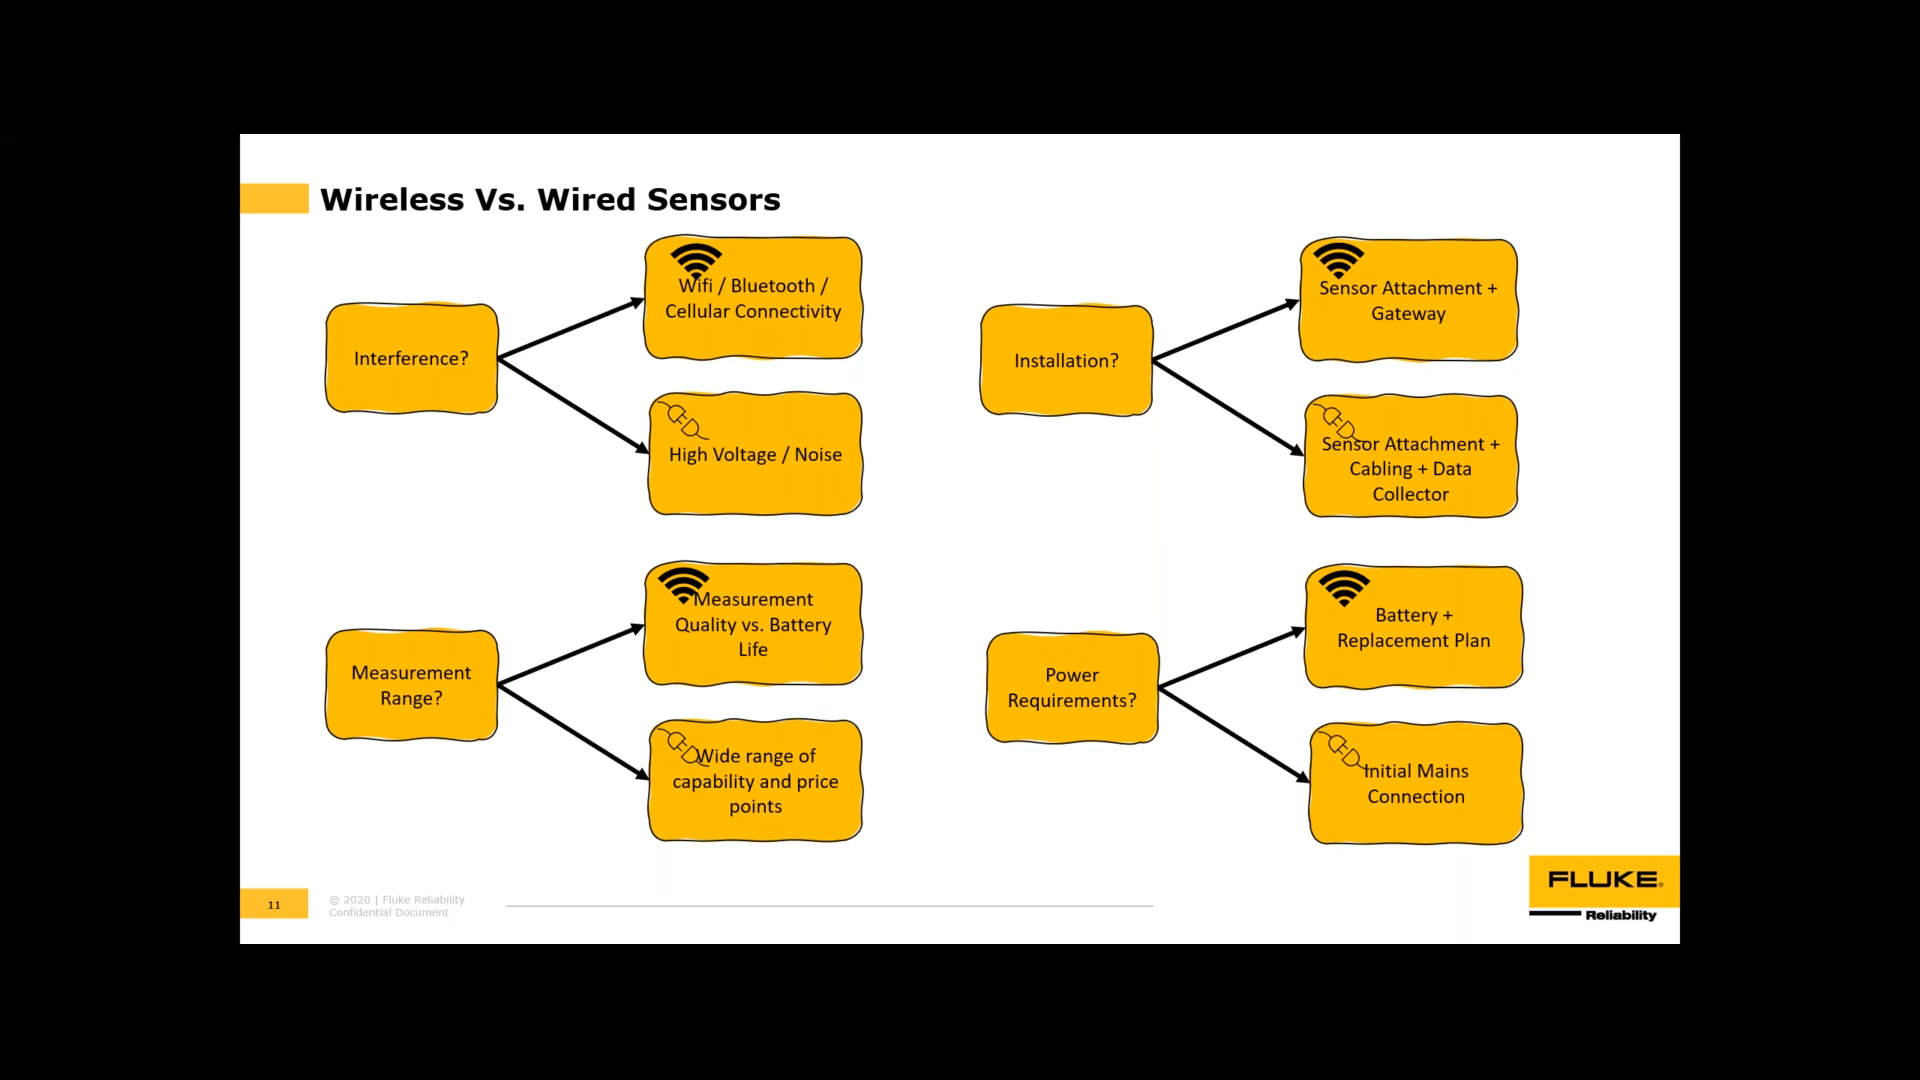 Wireless Vs. Wired Sensors
Interference?
Wifi / Bluetooth /
Cellular Connectivity
High Voltage / Noise
Installation?
Sensor Attachment +
Gateway
Sensor Attachment +
Cabling + Data
Collector
Measurement
Range?
Measurement
Quality vs. Battery
Life
Wide range of
capability and price
points
Power
Requirements?
Battery +
Replacement Plan
Initial Mains
Connection
11
© 2020 | Fluke Reliability
Confidential Document
FLUKE®
Reliability